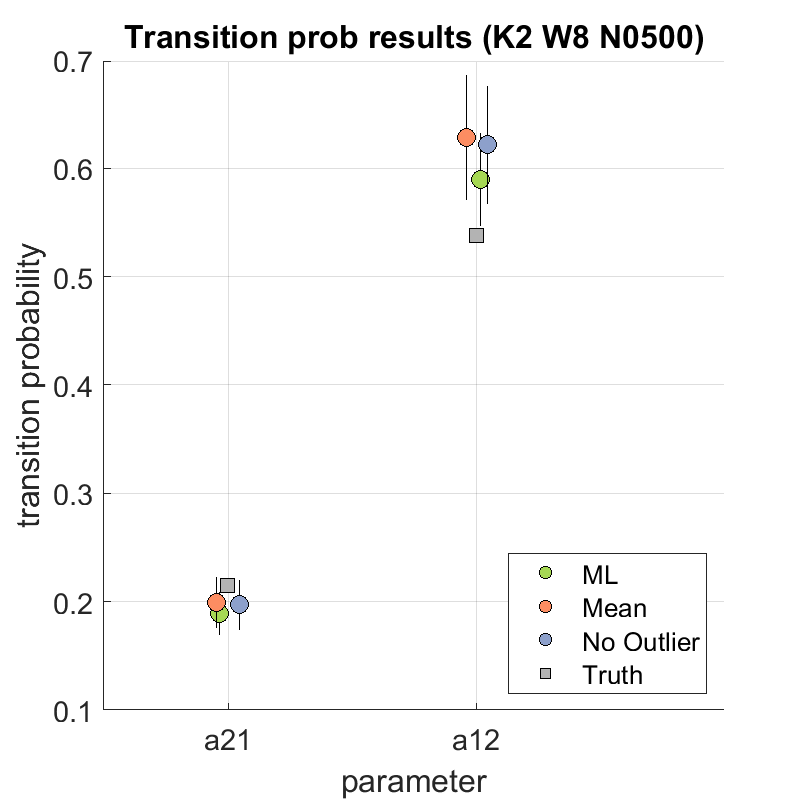 Transition prob results (K2 W8 N0500)
0.7
0.6
0.5
0.4
0.3
0.2
0.1
transition probability
a21
a12
parameter
ML
Mean
No Outlier
Truth